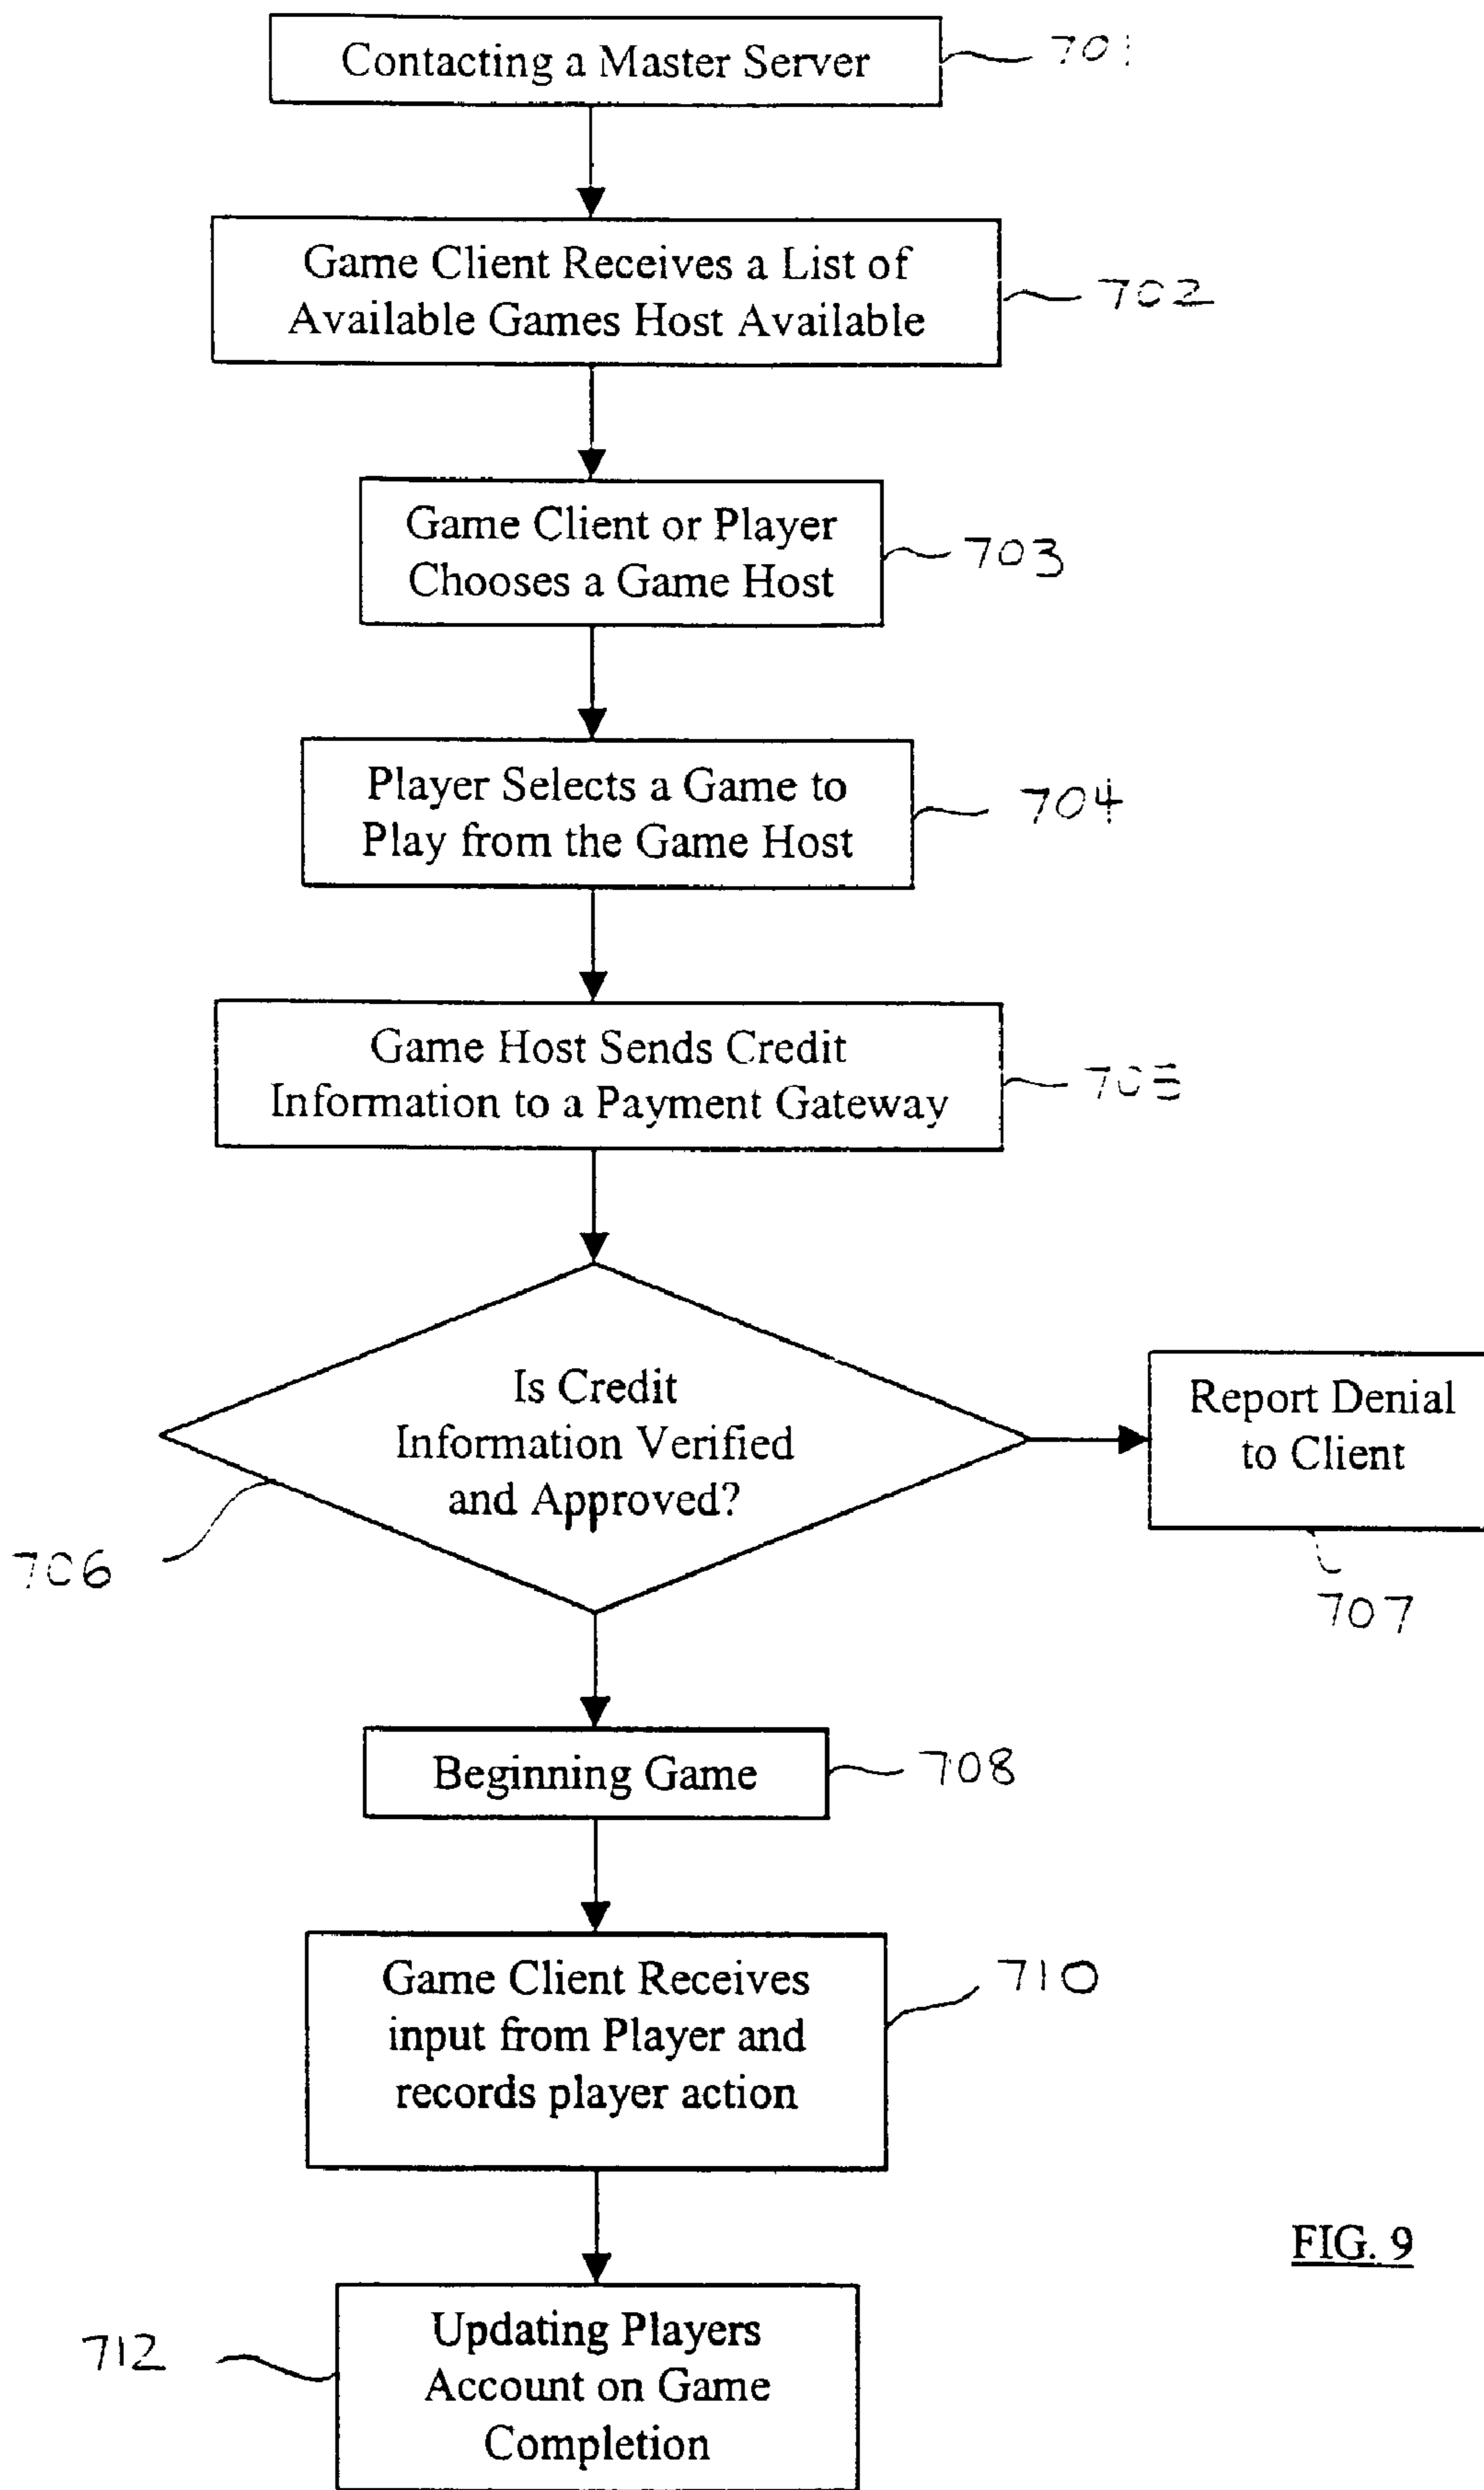 Contacting a Master Server
701
Game Client Receives a List of
Available Games Host Available
702
Game Client or Player
Chooses a Game Host
703
Player Selects a Game to
Play from the Game Host
704
Game Host Sends Credit
Information to a Payment Gateway
705
Is Credit
Information Verified
and Approved?
706
Report Denial
to Client
707
Beginning Game
708
Game Client Receives
input from Player and
records player action
710
Updating Players
Account on Game
Completion
712
FIG. 9